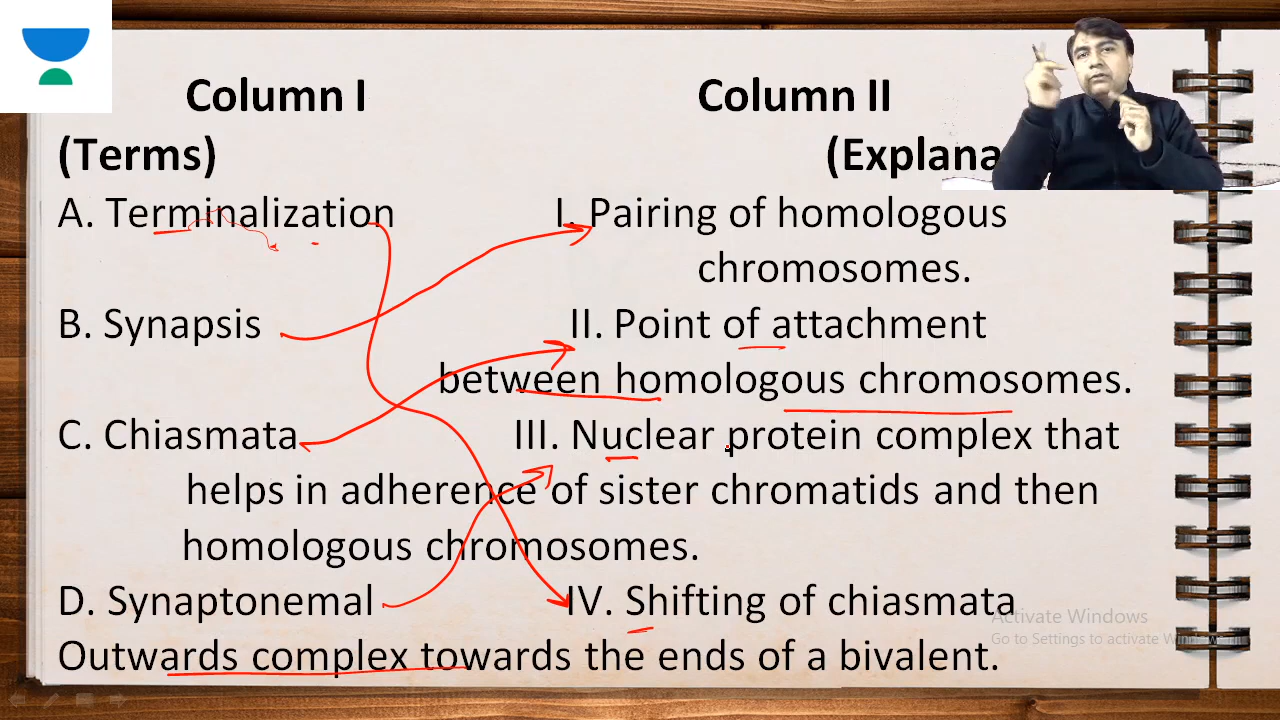 Column I Column II
(Terms) (Explana
A. Terminalization I. Pairing of homologous
chromosomes.
B. Synapsis II. Point of attachment
between homologous chromosomes.
C. Chiasmata III. Nuclear protein complex that
helps in adherence of sister chromatids and then
homologous chromosomes.
D. Synaptonemal IV. Shifting of chiasmata
Activate Windows
Go to Settings to activate Windows
Outwards complex towards the ends of a bivalent.